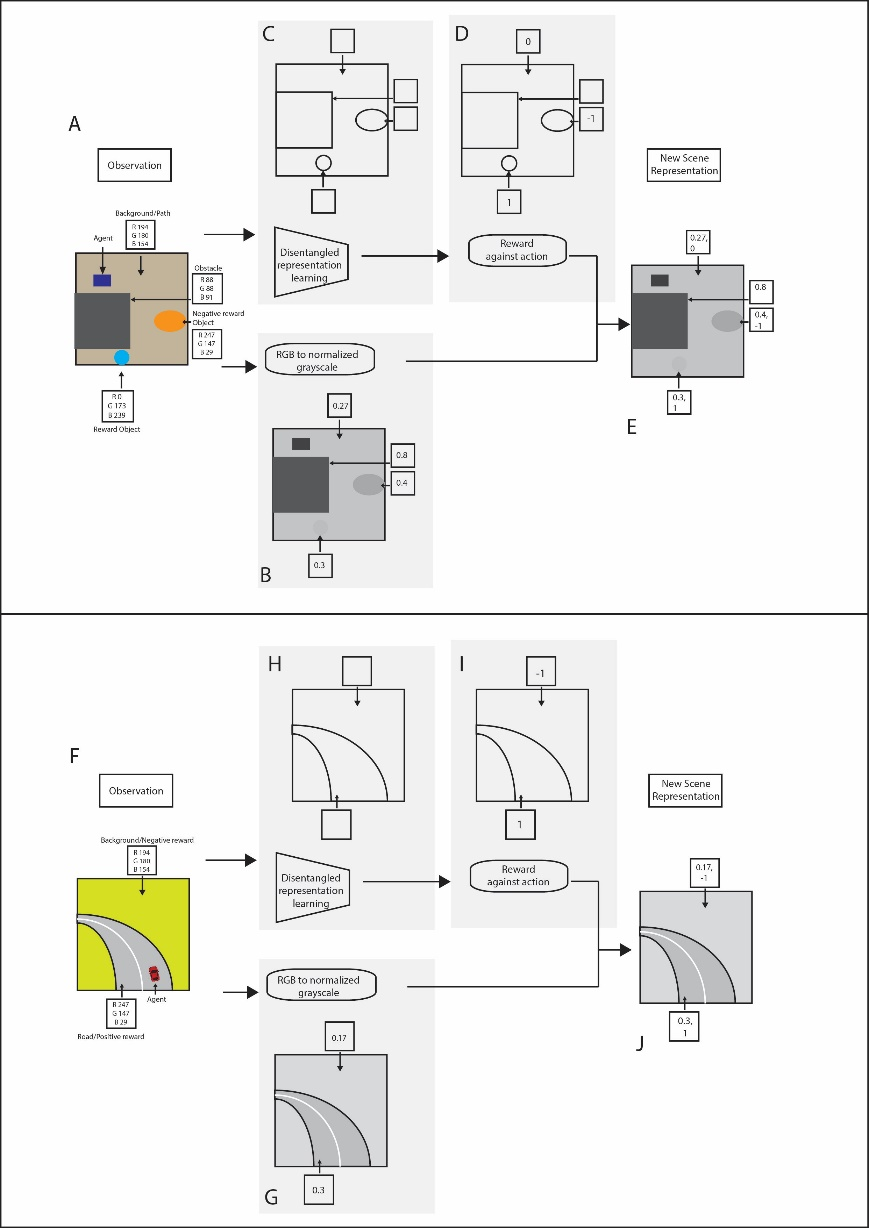 C
D
0
-1
1
A
Observation
New Scene
Representation
Background/Path
R 194
G 180
B 154
Agent
Obstacle
R 88
G 88
B 91
Negative reward
Object
R 247
G 147
B 29
R 0
G 173
B 239
Reward Object
Disentangled
representation
learning
Reward
against action
RGB to normalized
grayscale
0.27
0.8
0.4
0.3
B
0.27,
0
0.8
0.4,
-1
0.3,
1
E
H
I
-1
1
F
Observation
New Scene
Representation
Background/Negative reward
R 194
G 180
B 154
Agent
R 247
G 147
B 29
Road/Positive reward
Disentangled
representation
learning
Reward
against action
RGB to normalized
grayscale
0.17
0.3
G
0.17,
-1
0.3,
1
J